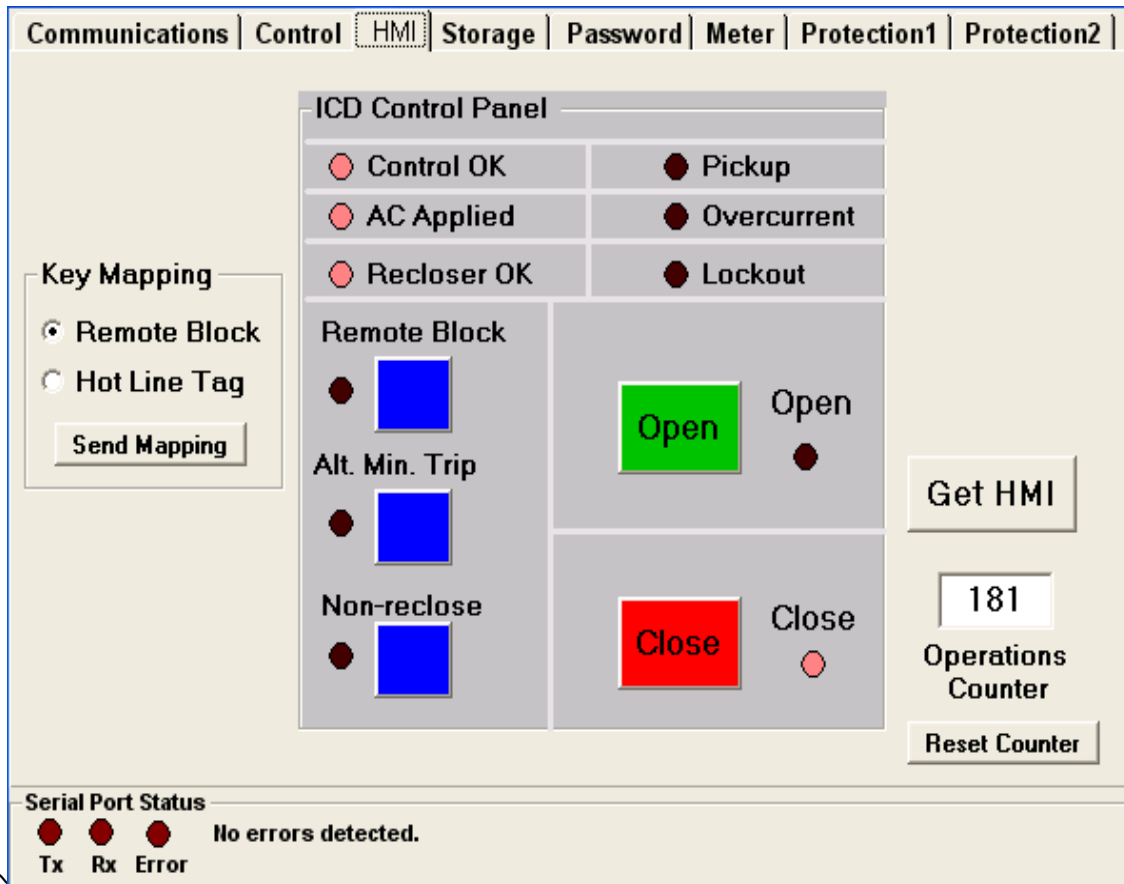 Communications Control HMI Storage Password Meter Protection1 Protection2
ICD Control Panel
Control OK
Pickup
AC Applied
Overcurrent
Recloser OK
Lockout
Key Mapping
Remote Block
Hot Line Tag
Send Mapping
Remote Block
Alt. Min. Trip
Non-reclose
Open
Open
Close
Close
Get HMI
181
Operations
Counter
Reset Counter
Serial Port Status
No errors detected.
Tx Rx Error